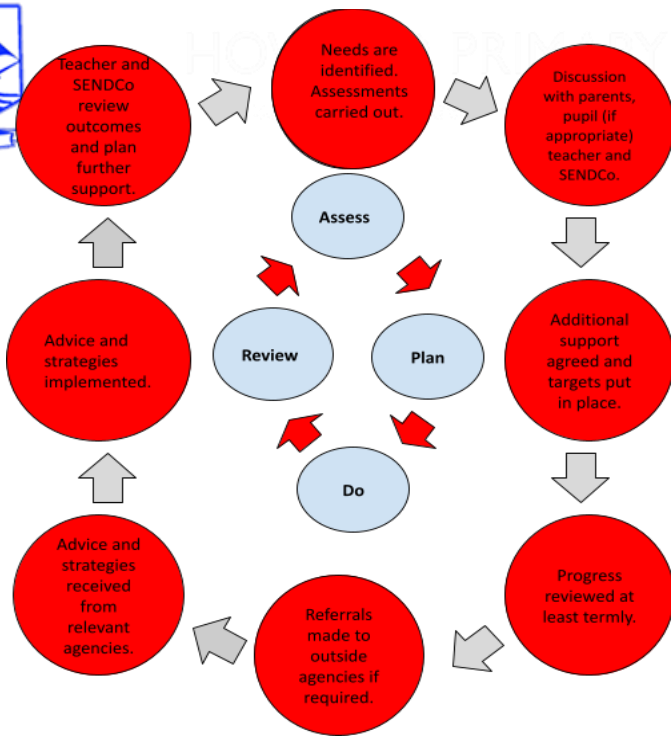 PRIMARY
Needs are
identified.
Assessments
carried out.
Discussion
with parents,
pupil (if
appropriate)
teacher and
SENDCo.
Additional
support
agreed and
targets put
in place.
Progress
reviewed at
least termly.
Referrals
made to
outside
agencies if
required.
Advice and
strategies
received
from
relevant
agencies.
Advice and
strategies
implemented.
Teacher and
SENDCo
review
outcomes
and plan
further
support.
Assess
Plan
Do
Review